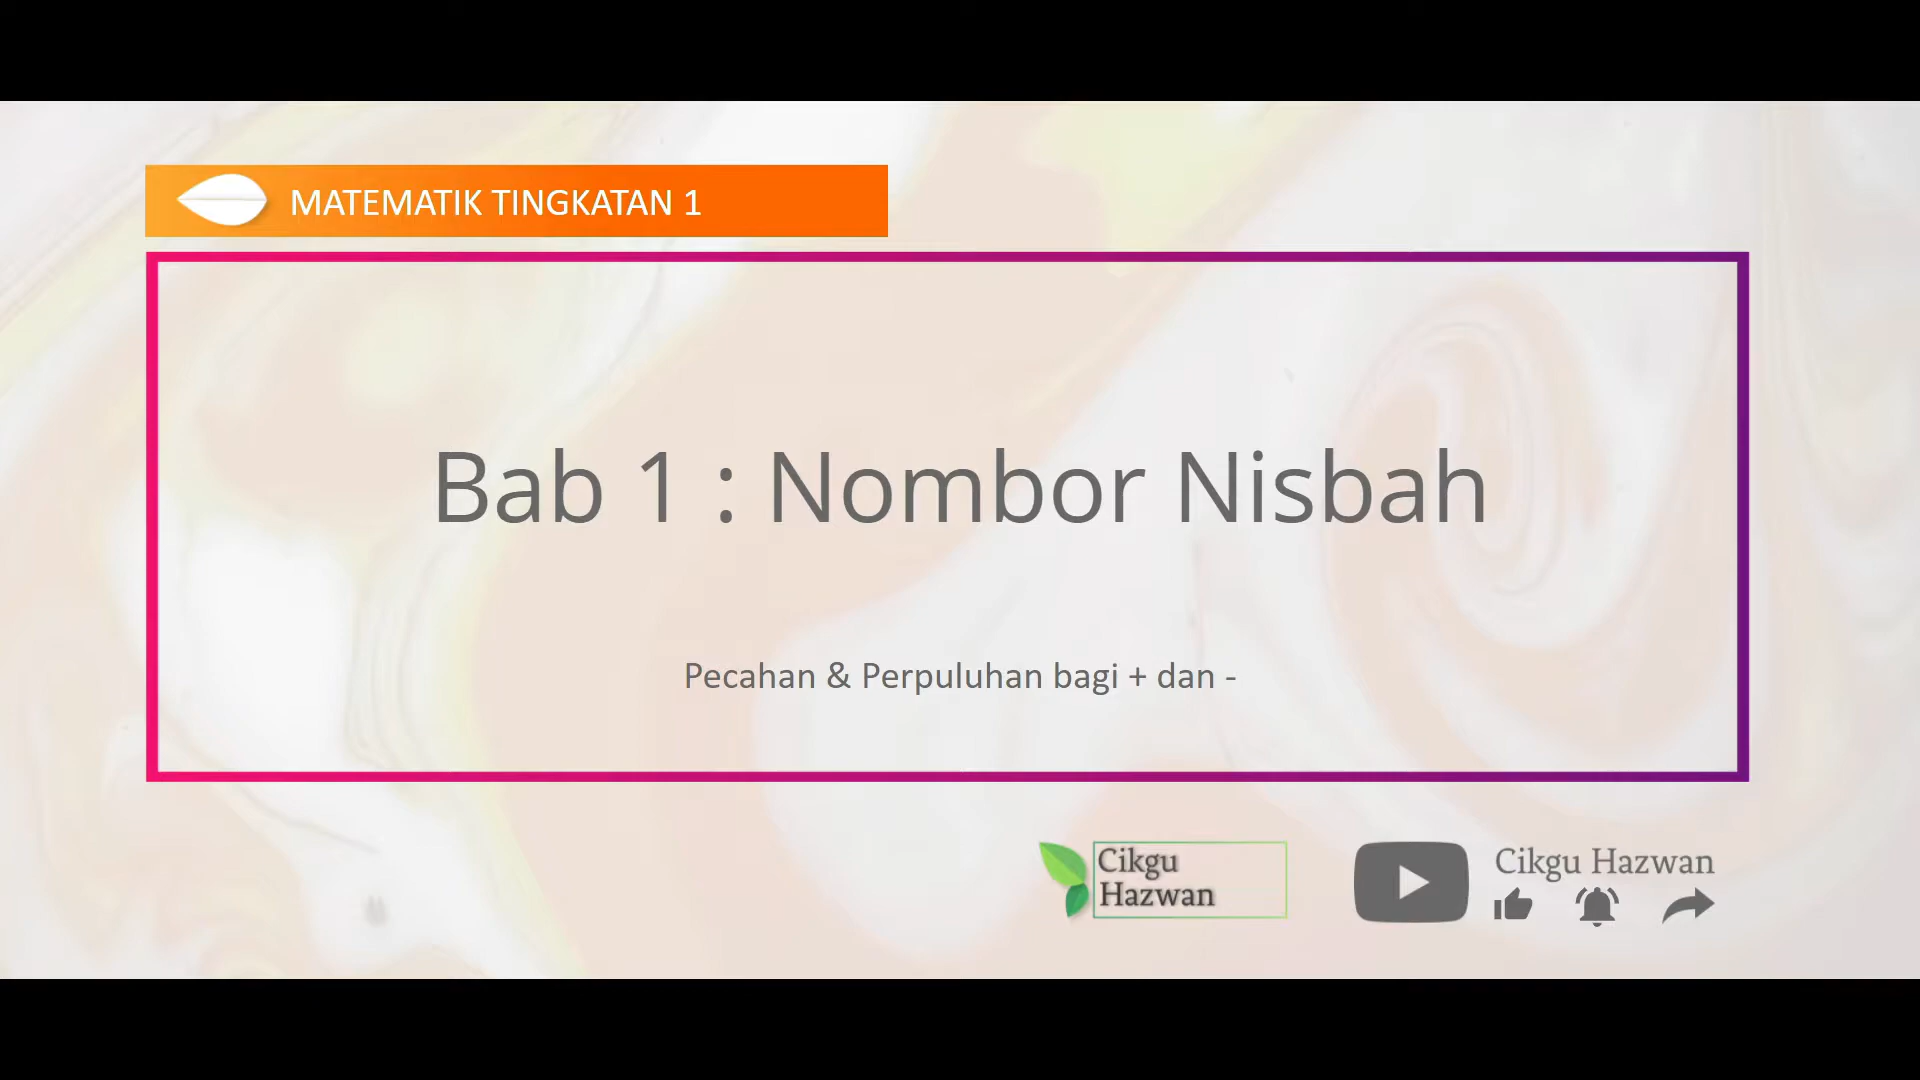 MATEMATIK TINGKATAN 1
Bab 1 : Nombor Nisbah
Pecahan & Perpuluhan bagi + dan -
Cikgu
Hazwan
Cikgu Hazwan